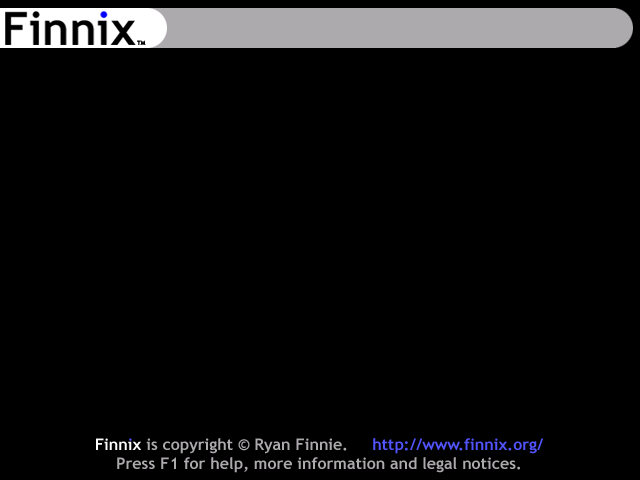 Finnix™
Finnix is copyright © Ryan Finnie. http://www.finnix.org/
Press F1 for help, more information and legal notices.